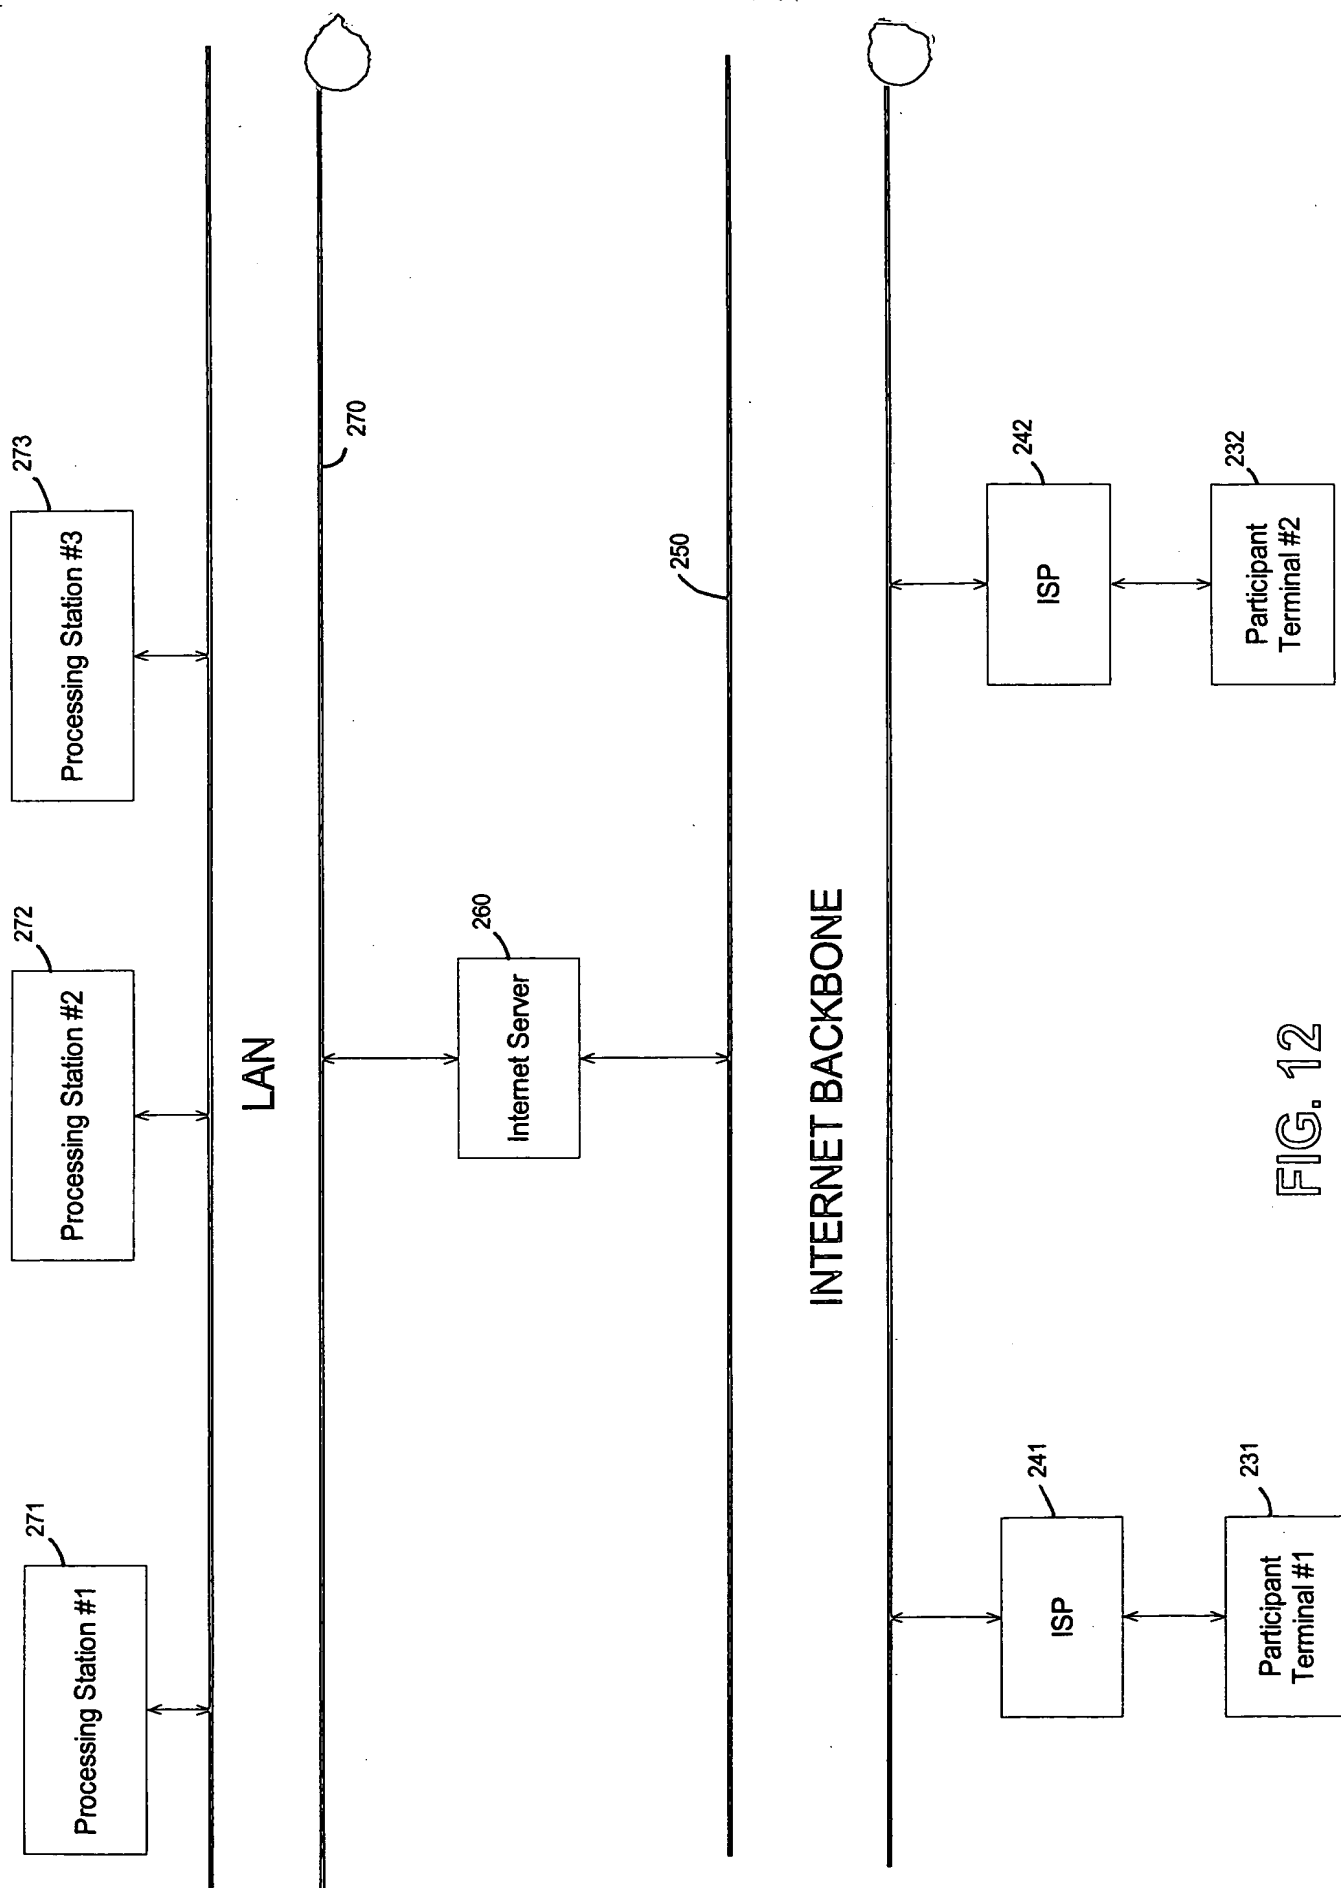 271
Processing Station #1
272
Processing Station #2
273
Processing Station #3
LAN
270
260
Internet Server
250
INTERNET BACKBONE
241
ISP
242
ISP
231
Participant
Terminal #1
232
Participant
Terminal #2
FIG. 12